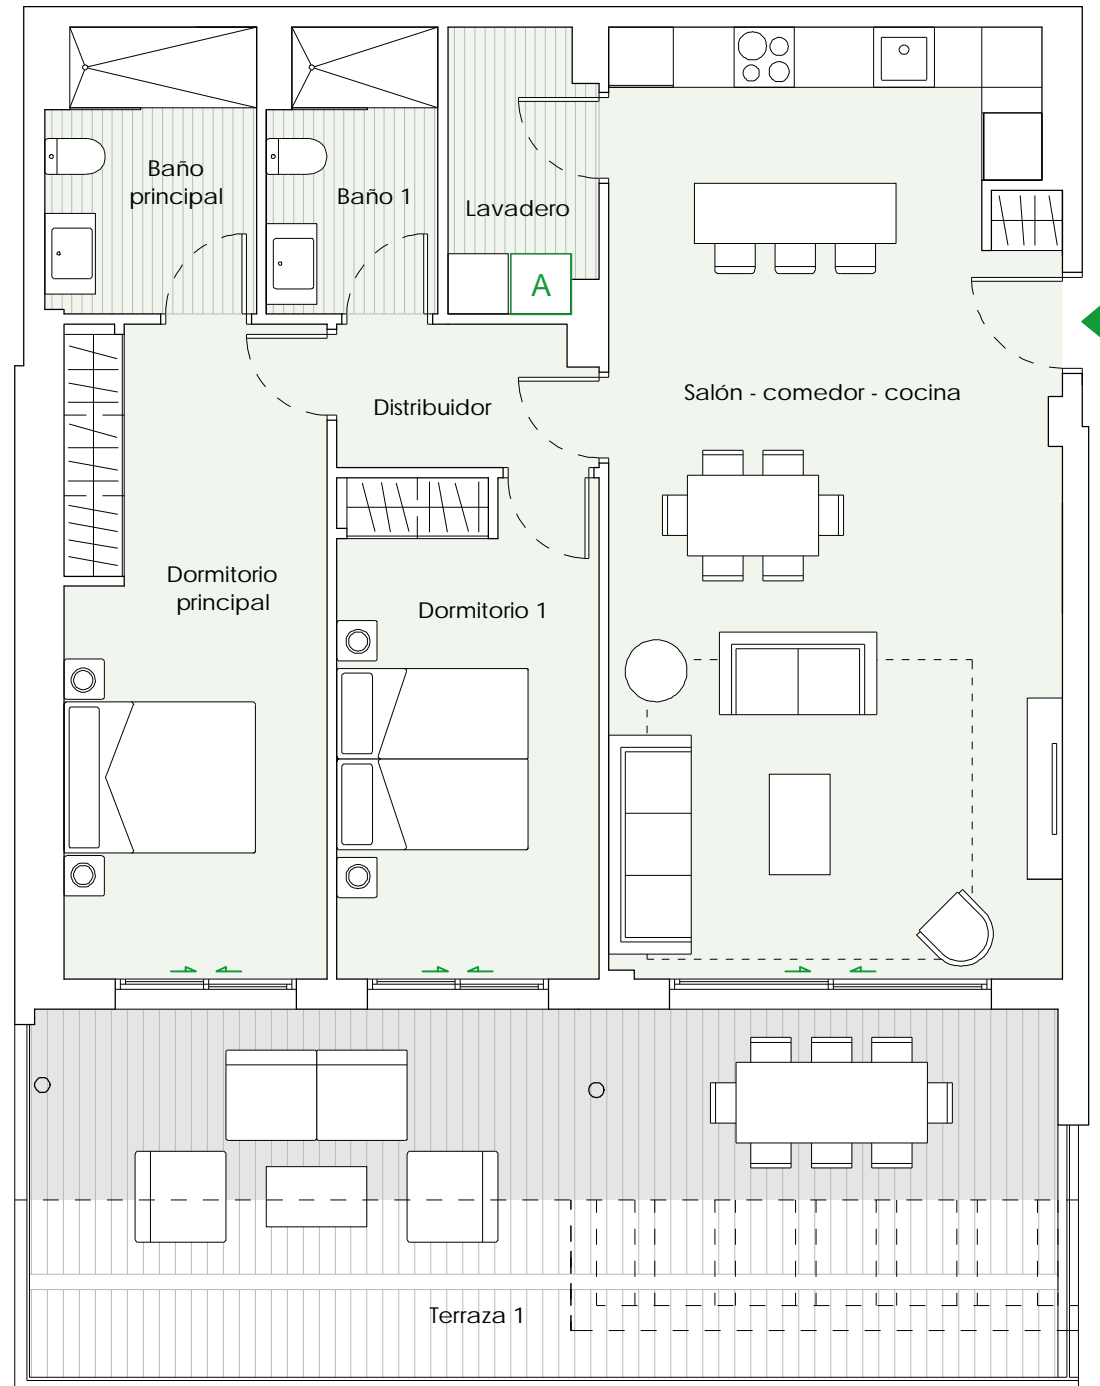 Baño
principal
Baño 1
Lavadero
A
Distribuidor
Salón - comedor - cocina
Dormitorio
principal
Dormitorio 1
Terraza 1